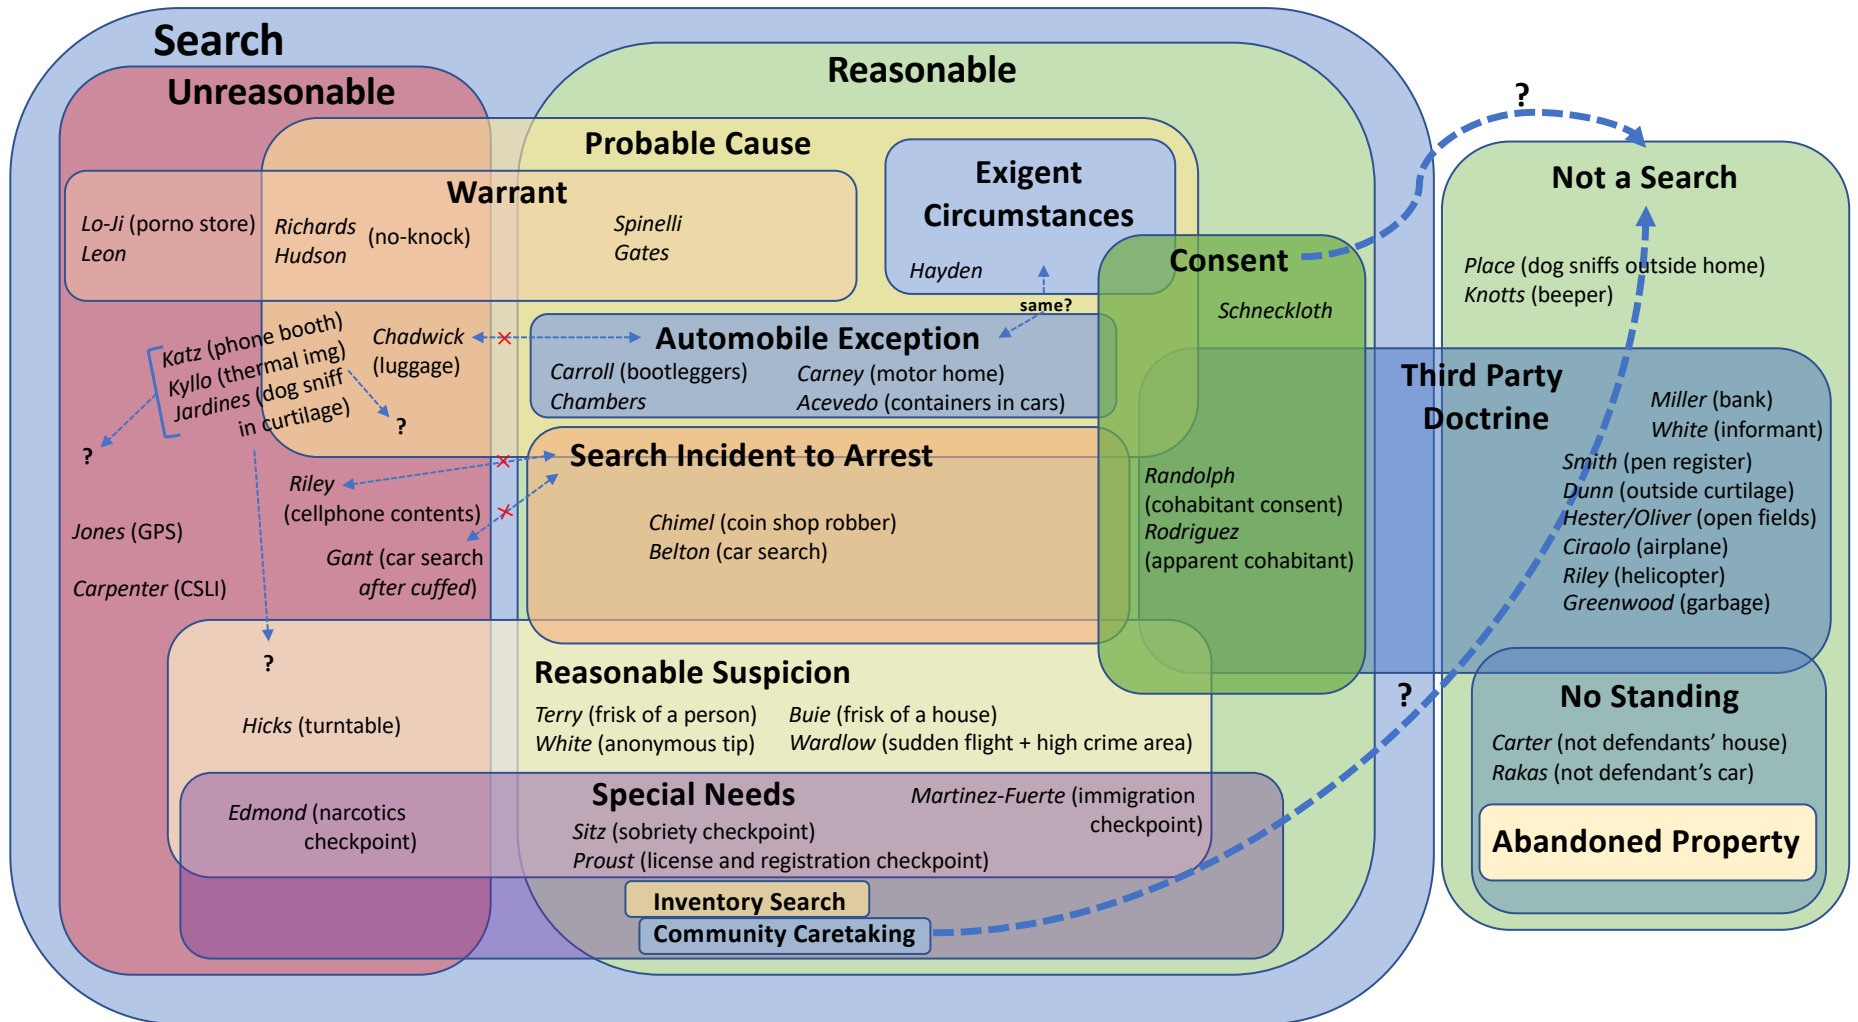 Search
Unreasonable
Reasonable
?
Probable Cause
Exigent
Circumstances
Not a Search
Warrant
Lo-Ji (porno store)
Leon
Richards
Hudson
(no-knock)
Spinelli
Gates
Hayden
Consent
Schneckloth
Place (dog sniffs outside home)
Knotts (beeper)
same?
Katz (phone booth)
Kyllo (thermal img)
Jardines (dog sniff
in curtilage)
?
?
Chadwick
(luggage)
Automobile Exception
Carroll (bootleggers)
Chambers
Carney (motor home)
Acevedo (containers in cars)
Third Party
Doctrine
Miller (bank)
White (informant)
Smith (pen register)
Dunn (outside curtilage)
Hester/Oliver (open fields)
Ciraolo (airplane)
Riley (helicopter)
Greenwood (garbage)
Search Incident to Arrest
Riley
(cellphone contents)
Jones (GPS)
Gant (car search
after cuffed)
Carpenter (CSLI)
Chimel (coin shop robber)
Belton (car search)
Randolph
(cohabitant consent)
Rodriguez
(apparent cohabitant)
?
Reasonable Suspicion
?
No Standing
Hicks (turntable)
Terry (frisk of a person)
White (anonymous tip)
Buie (frisk of a house)
Wardlow (sudden flight + high crime area)
Carter (not defendants’ house)
Rakas (not defendant’s car)
Special Needs
Edmond (narcotics
checkpoint)
Martinez-Fuerte (immigration
checkpoint)
Sitz (sobriety checkpoint)
Proust (license and registration checkpoint)
Abandoned Property
Inventory Search
Community Caretaking